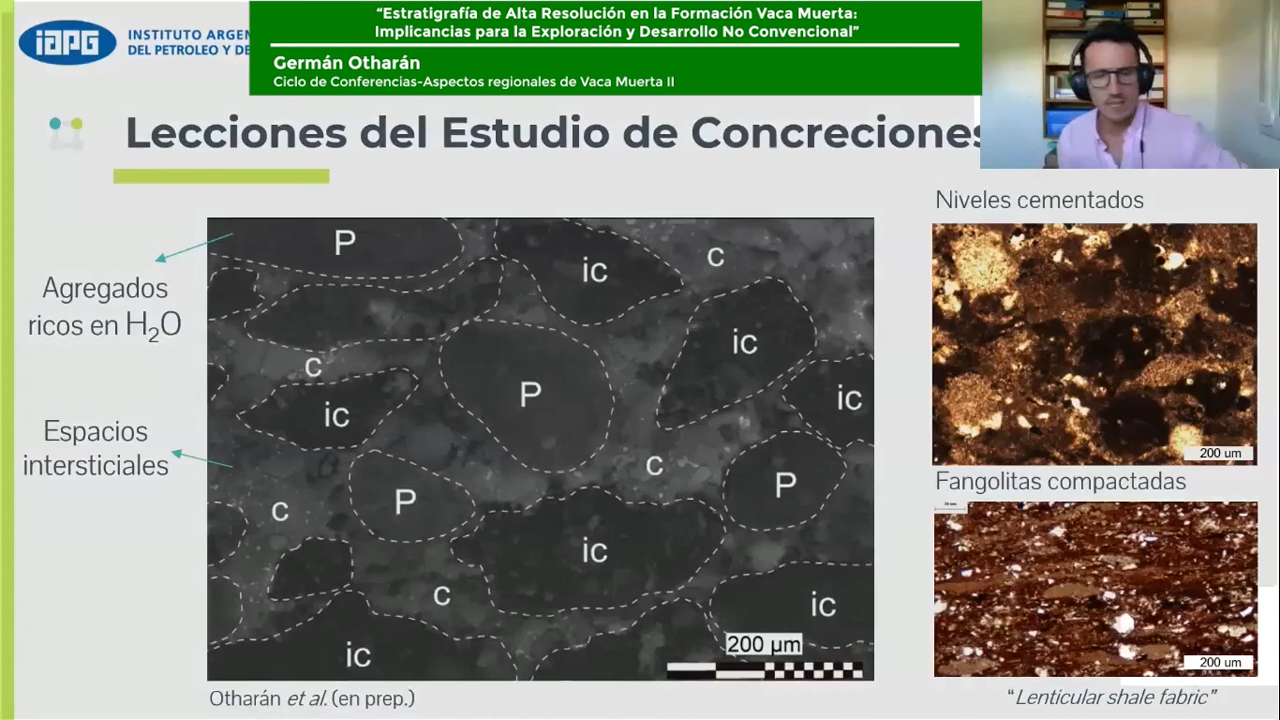 iAPG
INSTITUTO ARGEN
DEL PETROLEO Y DE
“Estratigrafía de Alta Resolución en la Formación Vaca Muerta:
Implicancias para la Exploración y Desarrollo No Convencional”
Germán Otharán
Ciclo de Conferencias-Aspectos regionales de Vaca Muerta II
Lecciones del Estudio de Concreciones
Agregados
ricos en H₂O
Espacios
intersticiales
P
ic
c
ic
c
P
ic
ic
c
P
P
c
ic
c
ic
ic
200 µm
Otharán et al. (en prep.)
Niveles cementados
200 um
Fangolitas compactadas
200 um
“Lenticular shale fabric”